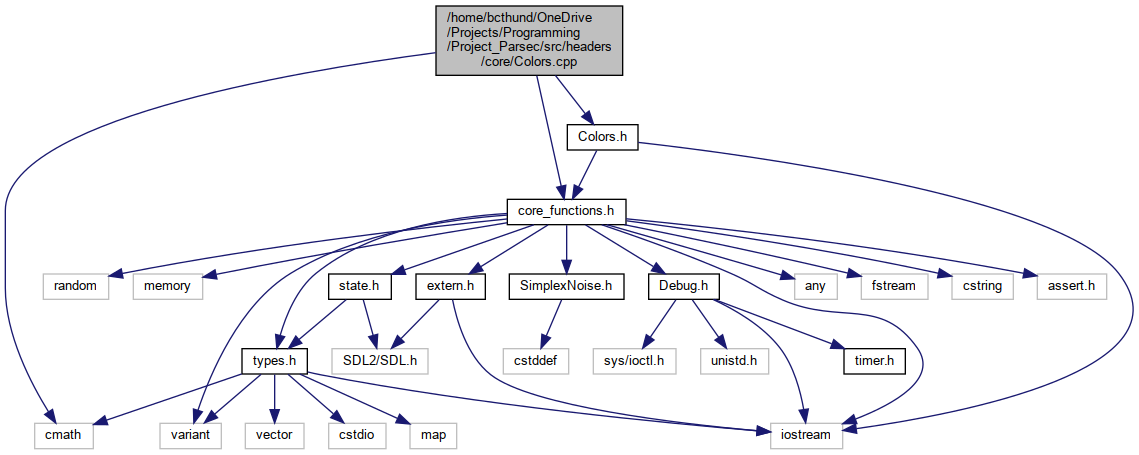 /home/bcthund/OneDrive
/Projects/Programming
/Project_Parsec/src/headers
/core/Colors.cpp
Colors.h
core_functions.h
random
memory
state.h
extern.h
SimplexNoise.h
Debug.h
any
fstream
cstring
assert.h
types.h
SDL2/SDL.h
cstddef
sys/ioctl.h
unistd.h
timer.h
cmath
variant
vector
cstdio
map
iostream